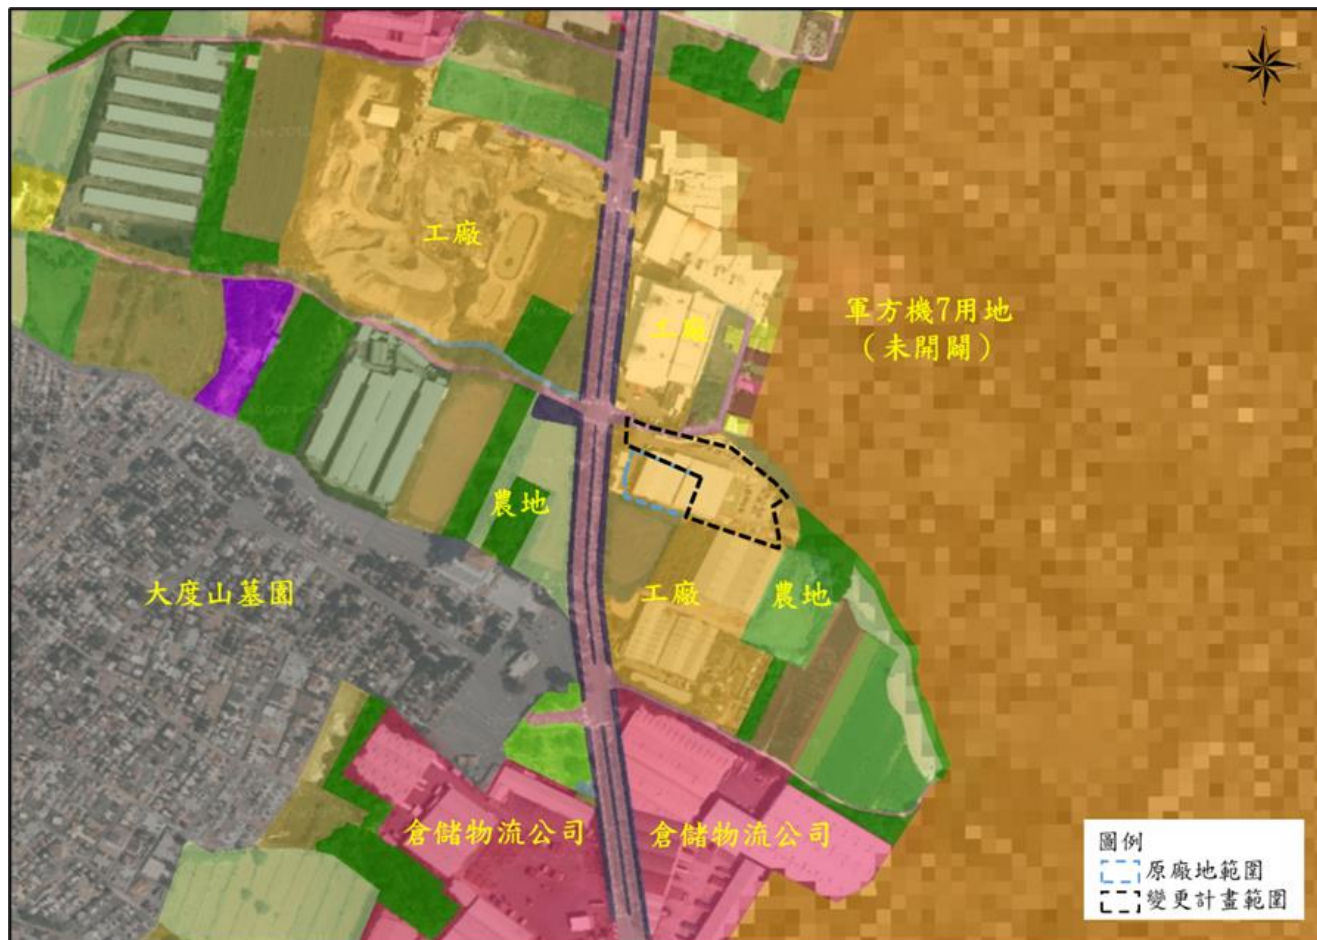 工廠
軍方機7用地
（未開闢）
工廠
農地
大度山墓園
工廠
農地
倉儲物流公司
倉儲物流公司
圖例
原廠地範圍
變更計畫範圍